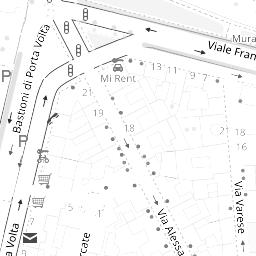 Bastioni di Porta Volta
Mura
Viale Fran
Mi Rent
13
11
9
7
P
21
19
18
P
21
18
16
Via Varese
Via Alessa
a Volta
rcate